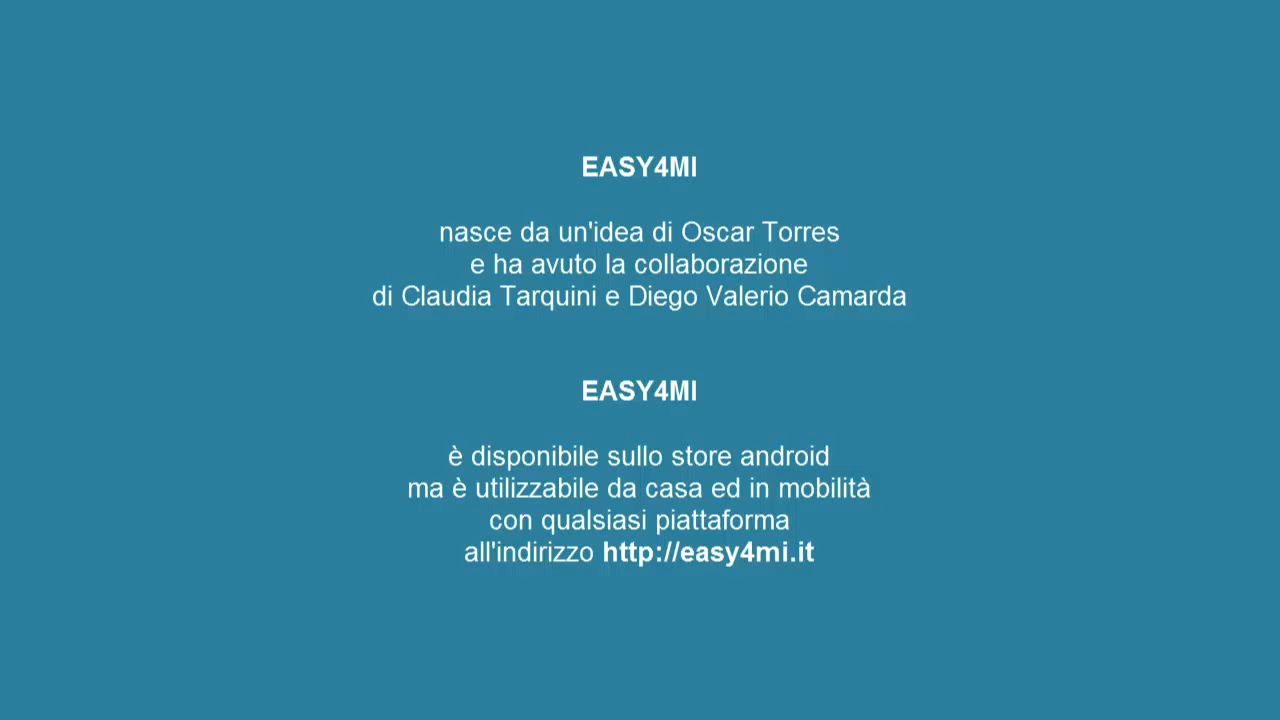 EASY4MI
nasce da un'idea di Oscar Torres
e ha avuto la collaborazione
di Claudia Tarquini e Diego Valerio Camarda
EASY4MI
è disponibile sullo store android
ma è utilizzabile da casa ed in mobilità
con qualsiasi piattaforma
all'indirizzo http://easy4mi.it